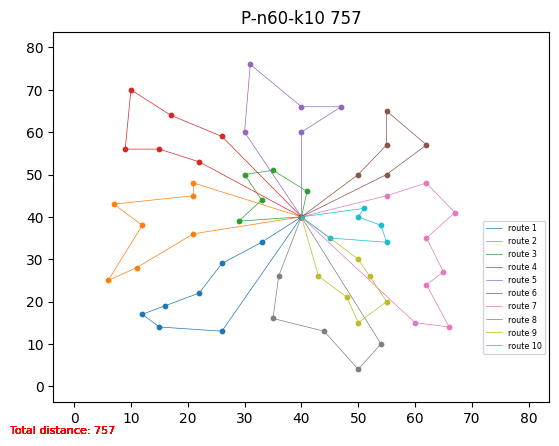 P-n60-k10 757
80
70
60
50
40
30
20
10
0
route 1
route 2
route 3
route 4
route 5
route 6
route 7
route 8
route 9
route 10
0 10 20 30 40 50 60 70 80
Total distance: 757